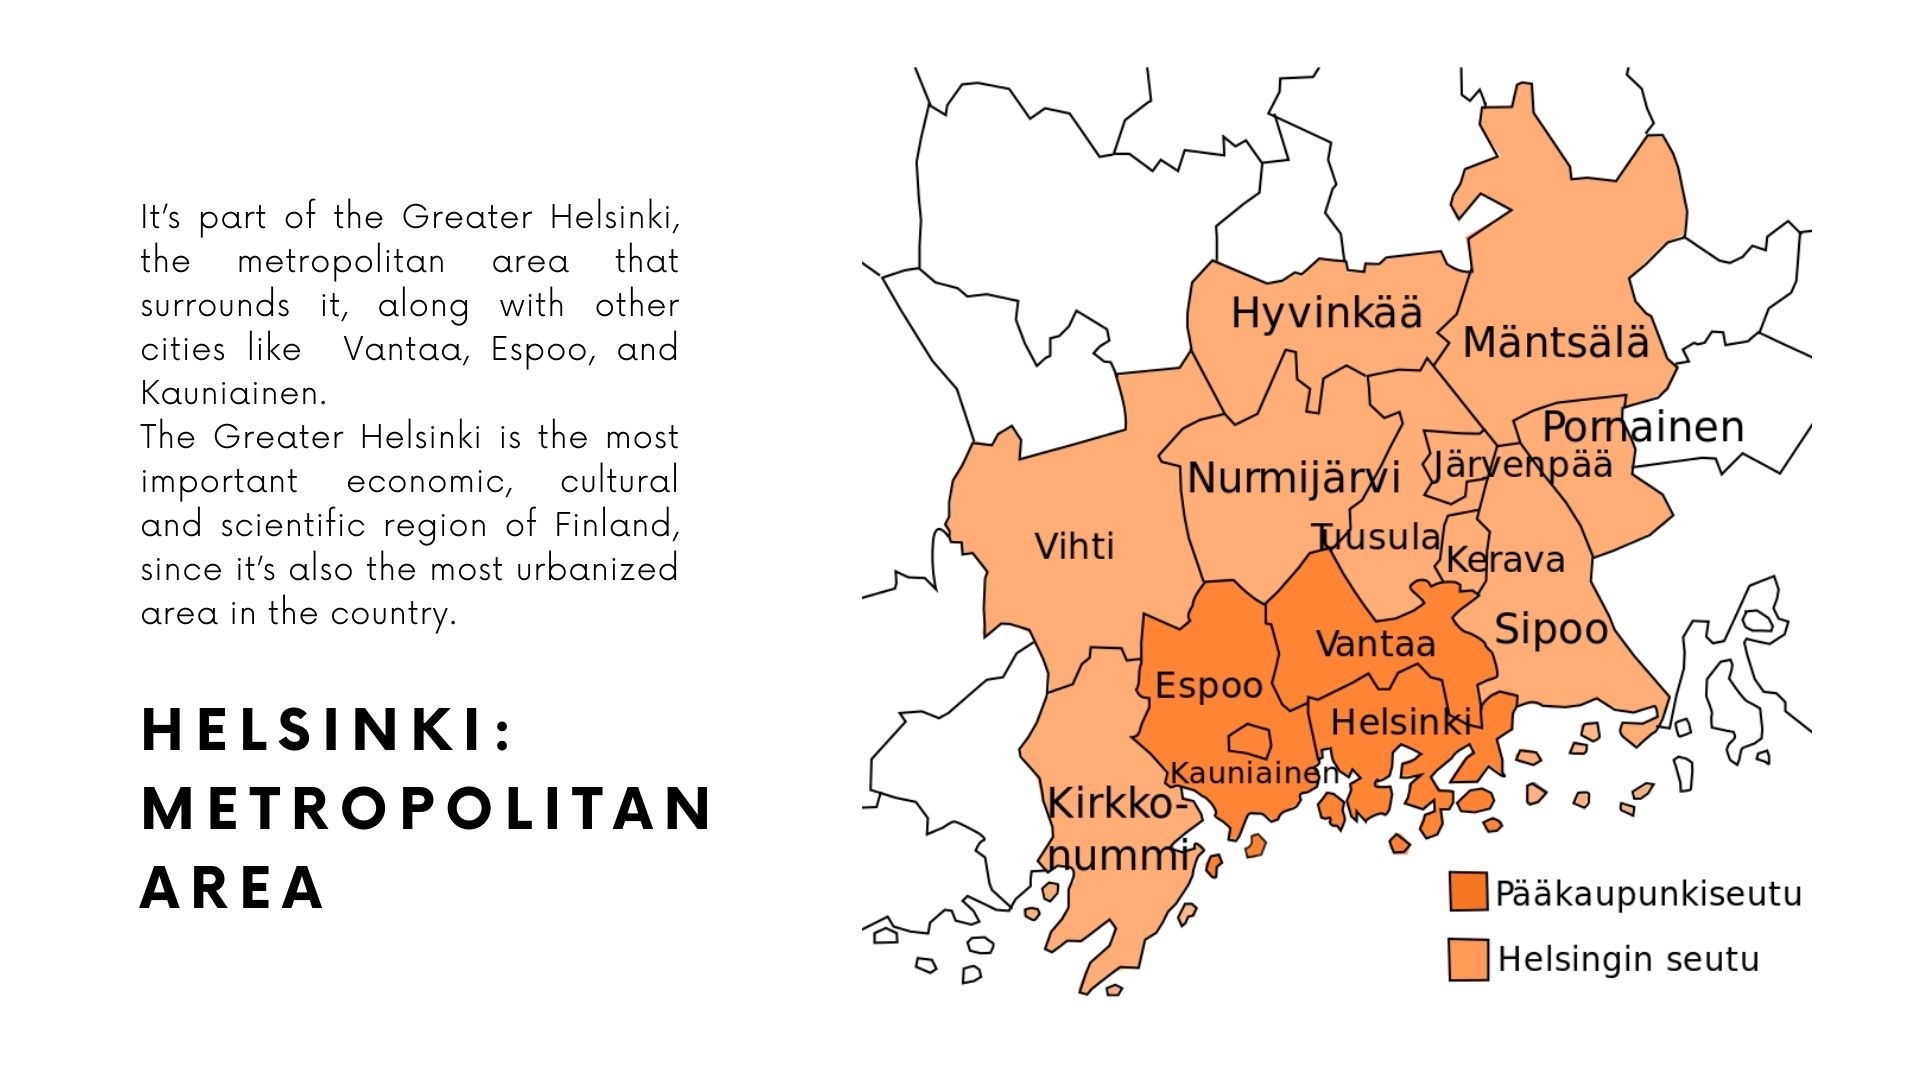 It's part of the Greater Helsinki,
the metropolitan area that
surrounds it, along with other
cities like Vantaa, Espoo, and
Kauniainen.
The Greater Helsinki is the most
important economic, cultural
and scientific region of Finland,
since it's also the most urbanized
area in the country.
HELSINKI:
METROPOLITAN
AREA
Hyvinkää
Mäntsälä
Pornainen
Järvenpää
Nurmijärvi
Tuusula
Vihti
Kerava
Sipoo
Vantaa
Espoo
Helsinki
Kauniainen
Kirkko-
nummi
Pääkaupunkiseutu
Helsingin seutu